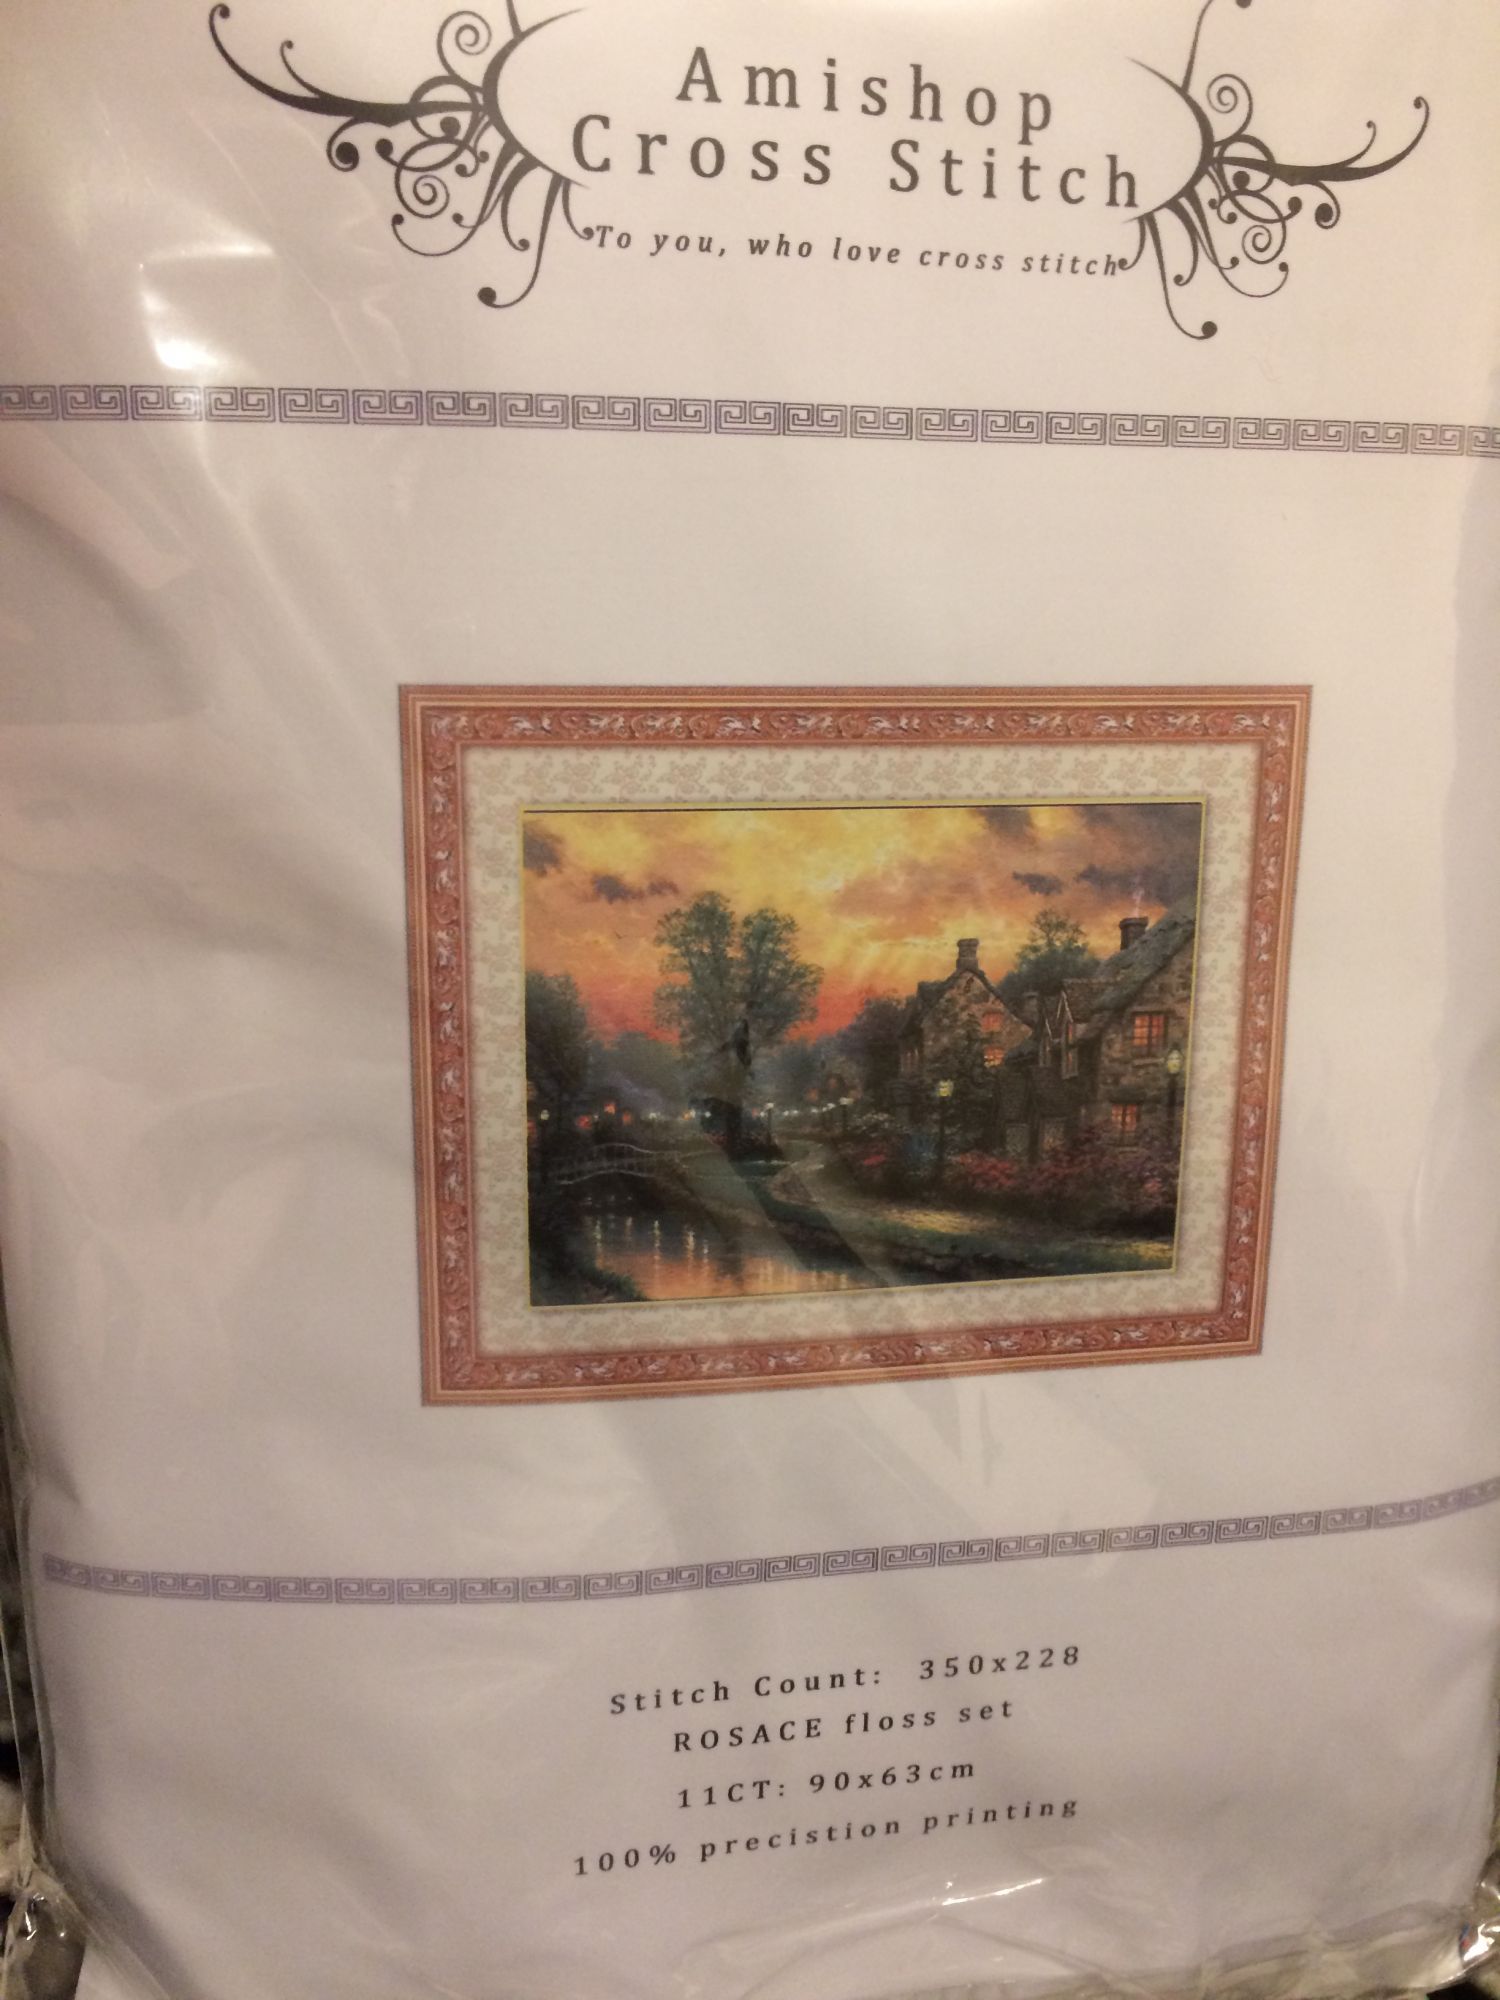 Amishop
Cross Stitch
To you, who love cross stitch
Stitch Count: 350x228
ROSACE floss set
11CT: 90x63cm
100% precistion printing